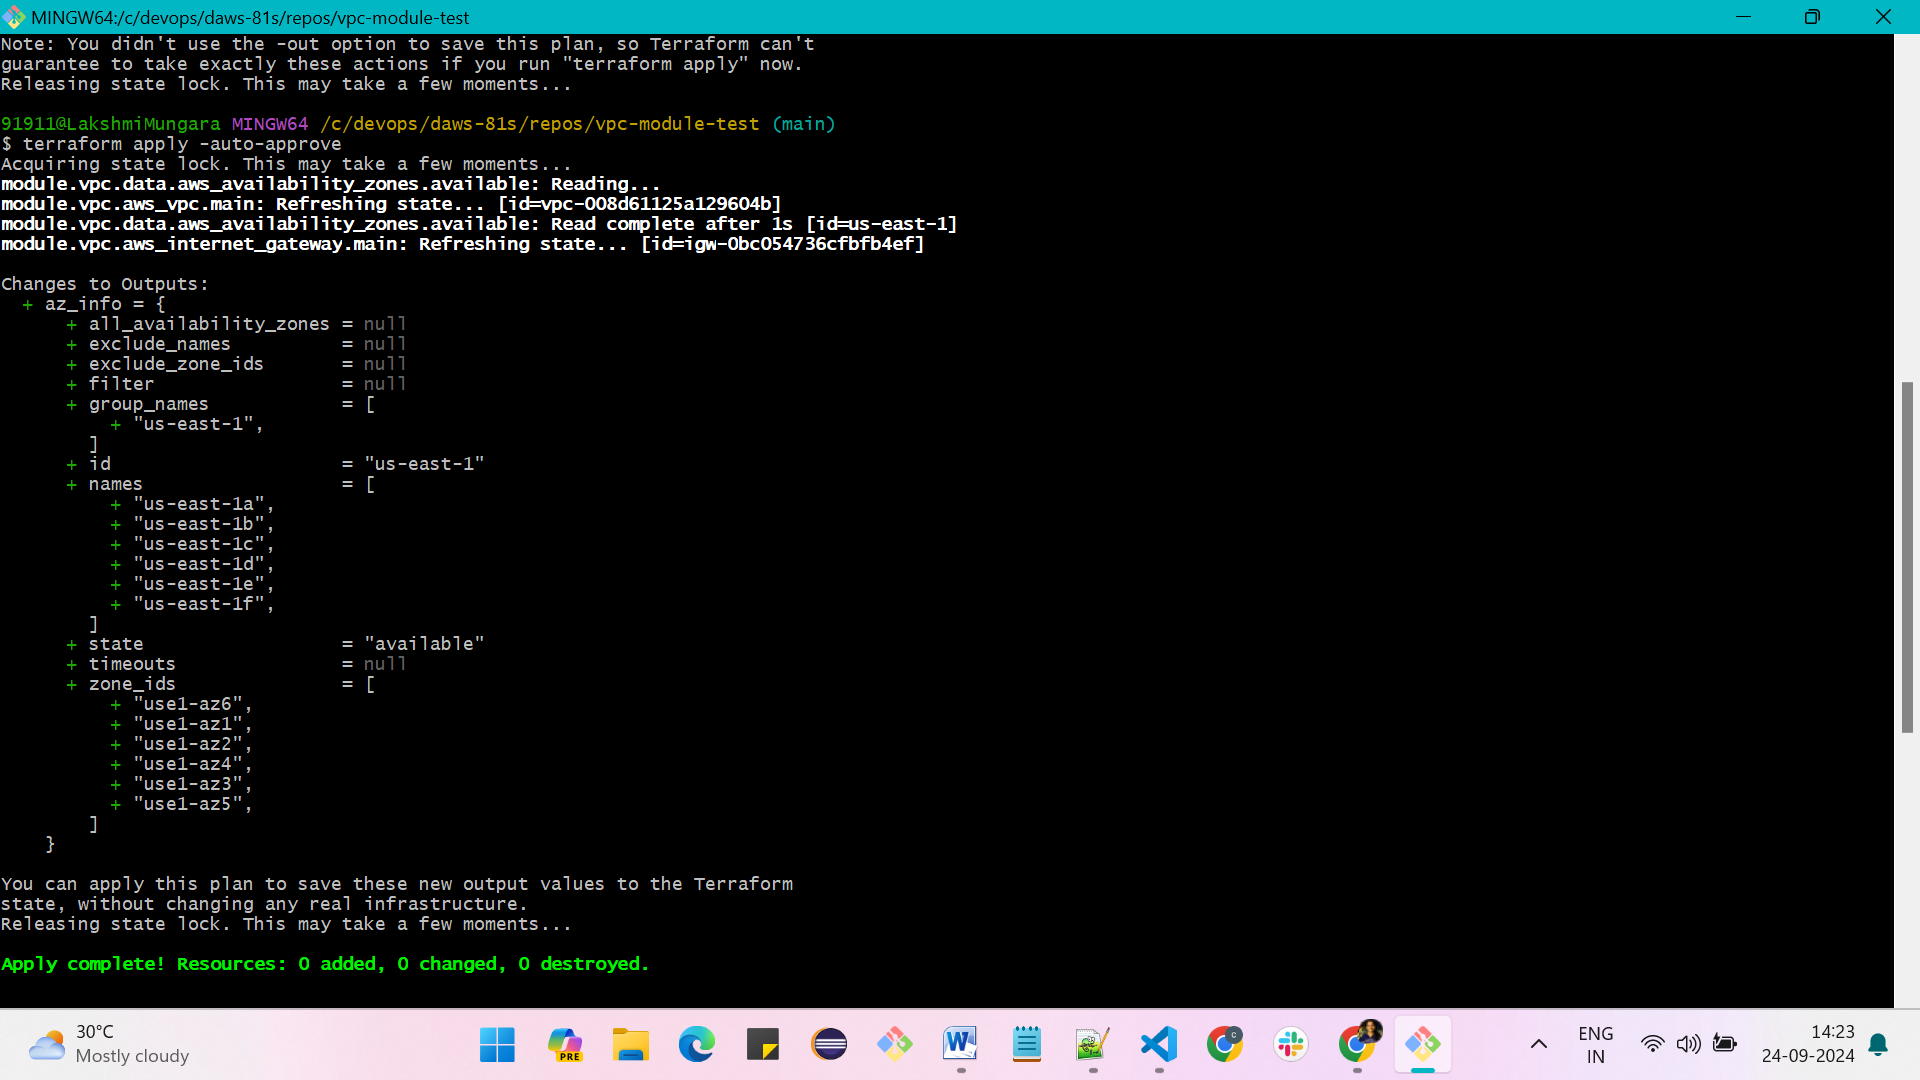 MINGW64:/c/devops/daws-81s/repos/vpc-module-test
Note: You didn't use the -out option to save this plan, so Terraform can't
guarantee to take exactly these actions if you run "terraform apply" now.
Releasing state lock. This may take a few moments...
91911@LakshmiMungara MINGW64 /c/devops/daws-81s/repos/vpc-module-test (main)
$ terraform apply -auto-approve
Acquiring state lock. This may take a few moments...
module.vpc.data.aws_availability_zones.available: Reading...
module.vpc.aws_vpc.main: Refreshing state... [id=vpc-008d61125a129604b]
module.vpc.data.aws_availability_zones.available: Read complete after 1s [id=us-east-1]
module.vpc.aws_internet_gateway.main: Refreshing state... [id=igw-0bc054736cfbfb4ef]
Changes to Outputs:
  + az_info = {
      + all_availability_zones = null
      + exclude_names          = null
      + exclude_zone_ids       = null
      + filter                 = null
      + group_names            = [
          + "us-east-1",
        ]
      + id                     = "us-east-1"
      + names                  = [
          + "us-east-1a",
          + "us-east-1b",
          + "us-east-1c",
          + "us-east-1d",
          + "us-east-1e",
          + "us-east-1f",
        ]
      + state                  = "available"
      + timeouts               = null
      + zone_ids               = [
          + "use1-az6",
          + "use1-az1",
          + "use1-az2",
          + "use1-az4",
          + "use1-az3",
          + "use1-az5",
        ]
    }
You can apply this plan to save these new output values to the Terraform
state, without changing any real infrastructure.
Releasing state lock. This may take a few moments...
Apply complete! Resources: 0 added, 0 changed, 0 destroyed.
30°C
Mostly cloudy
PRE
ENG
IN
14:23
24-09-2024